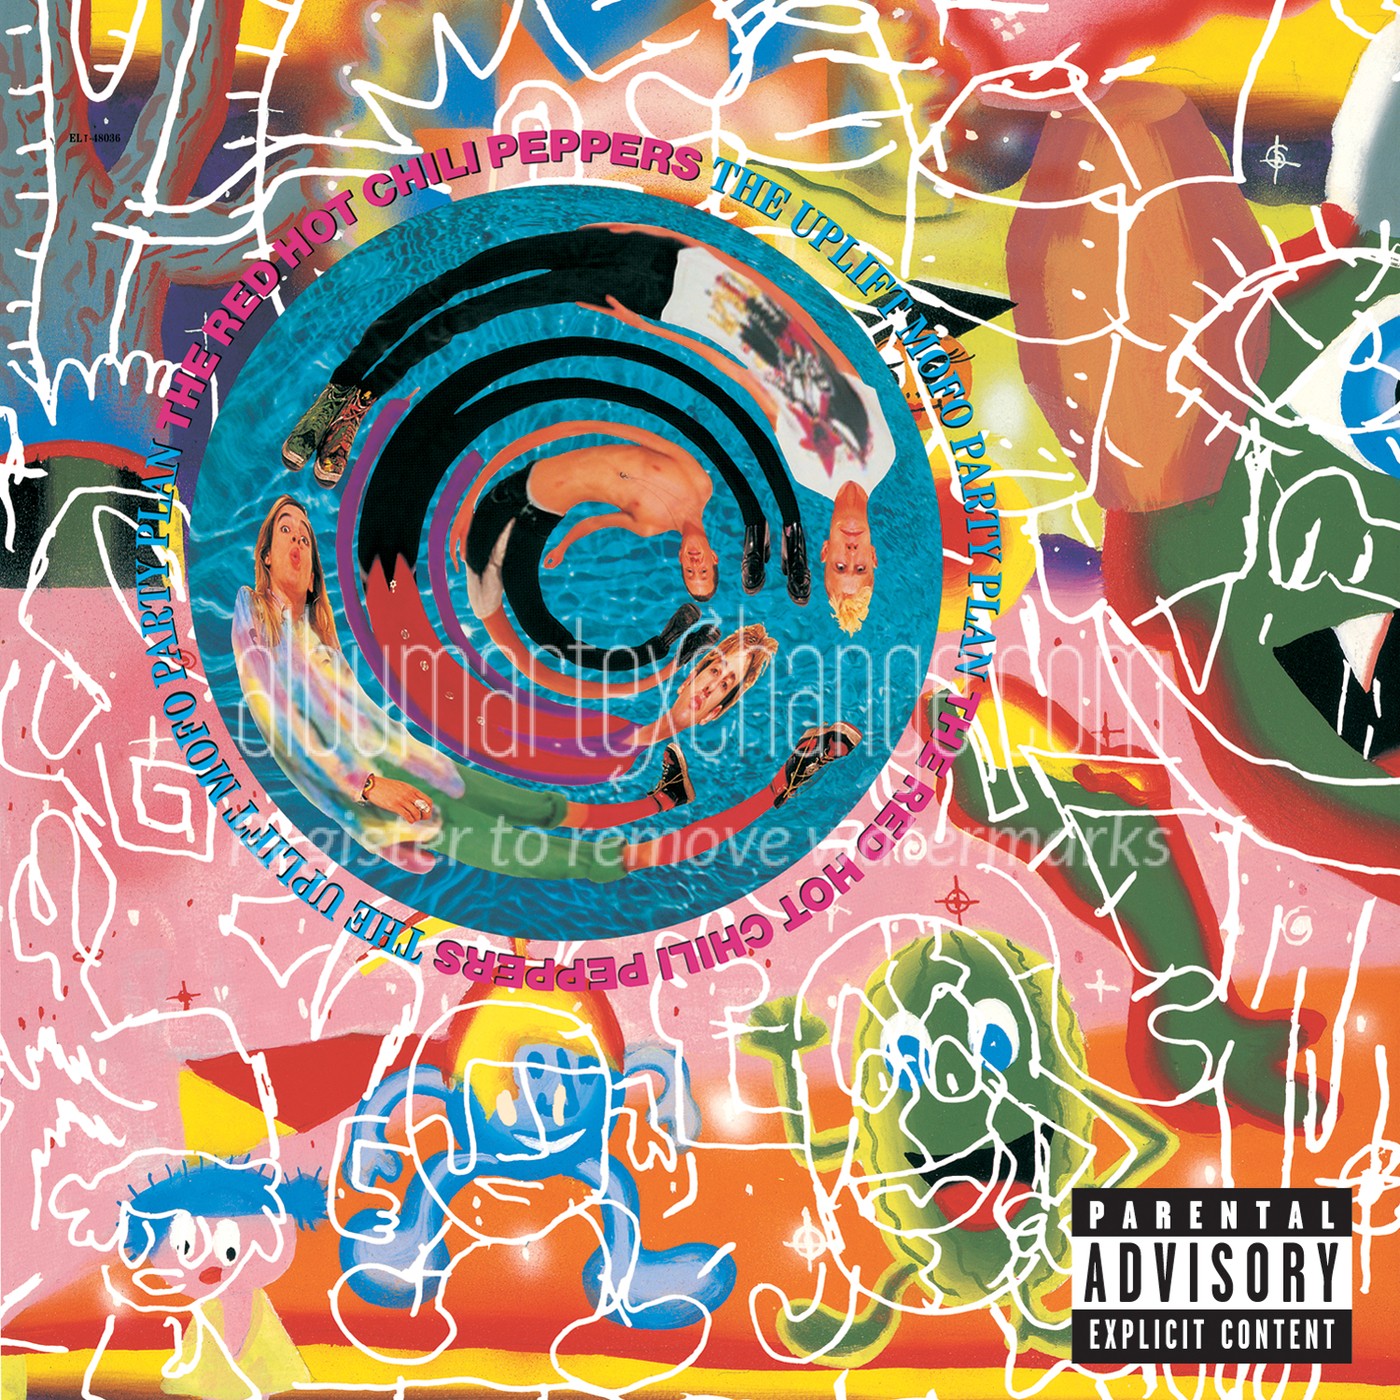 EL1-48036
THE RED HOT CHILI PEPPERS THE UPLIFT MOFO PARTY PLAN THE RED HOT CHILI PEPPERS THE UPLIFT MOFO PARTY PLAN
albumartexchange.com
Register to remove watermarks
PARENTAL
ADVISORY
EXPLICIT CONTENT